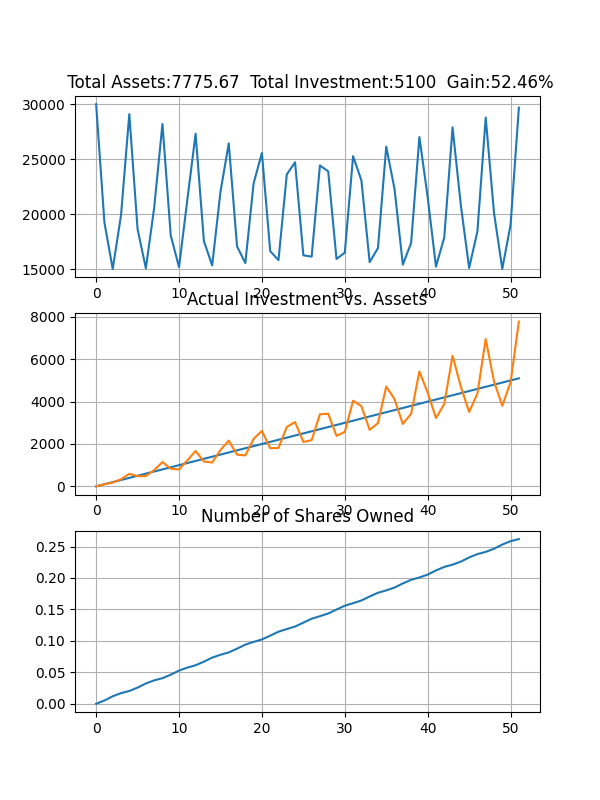 Total Assets:7775.67  Total Investment:5100  Gain:52.46%
30000
25000
20000
15000
0 10 20 30 40 50
Actual Investment vs. Assets
8000
6000
4000
2000
0
0 10 20 30 40 50
Number of Shares Owned
0.25
0.20
0.15
0.10
0.05
0.00
0 10 20 30 40 50